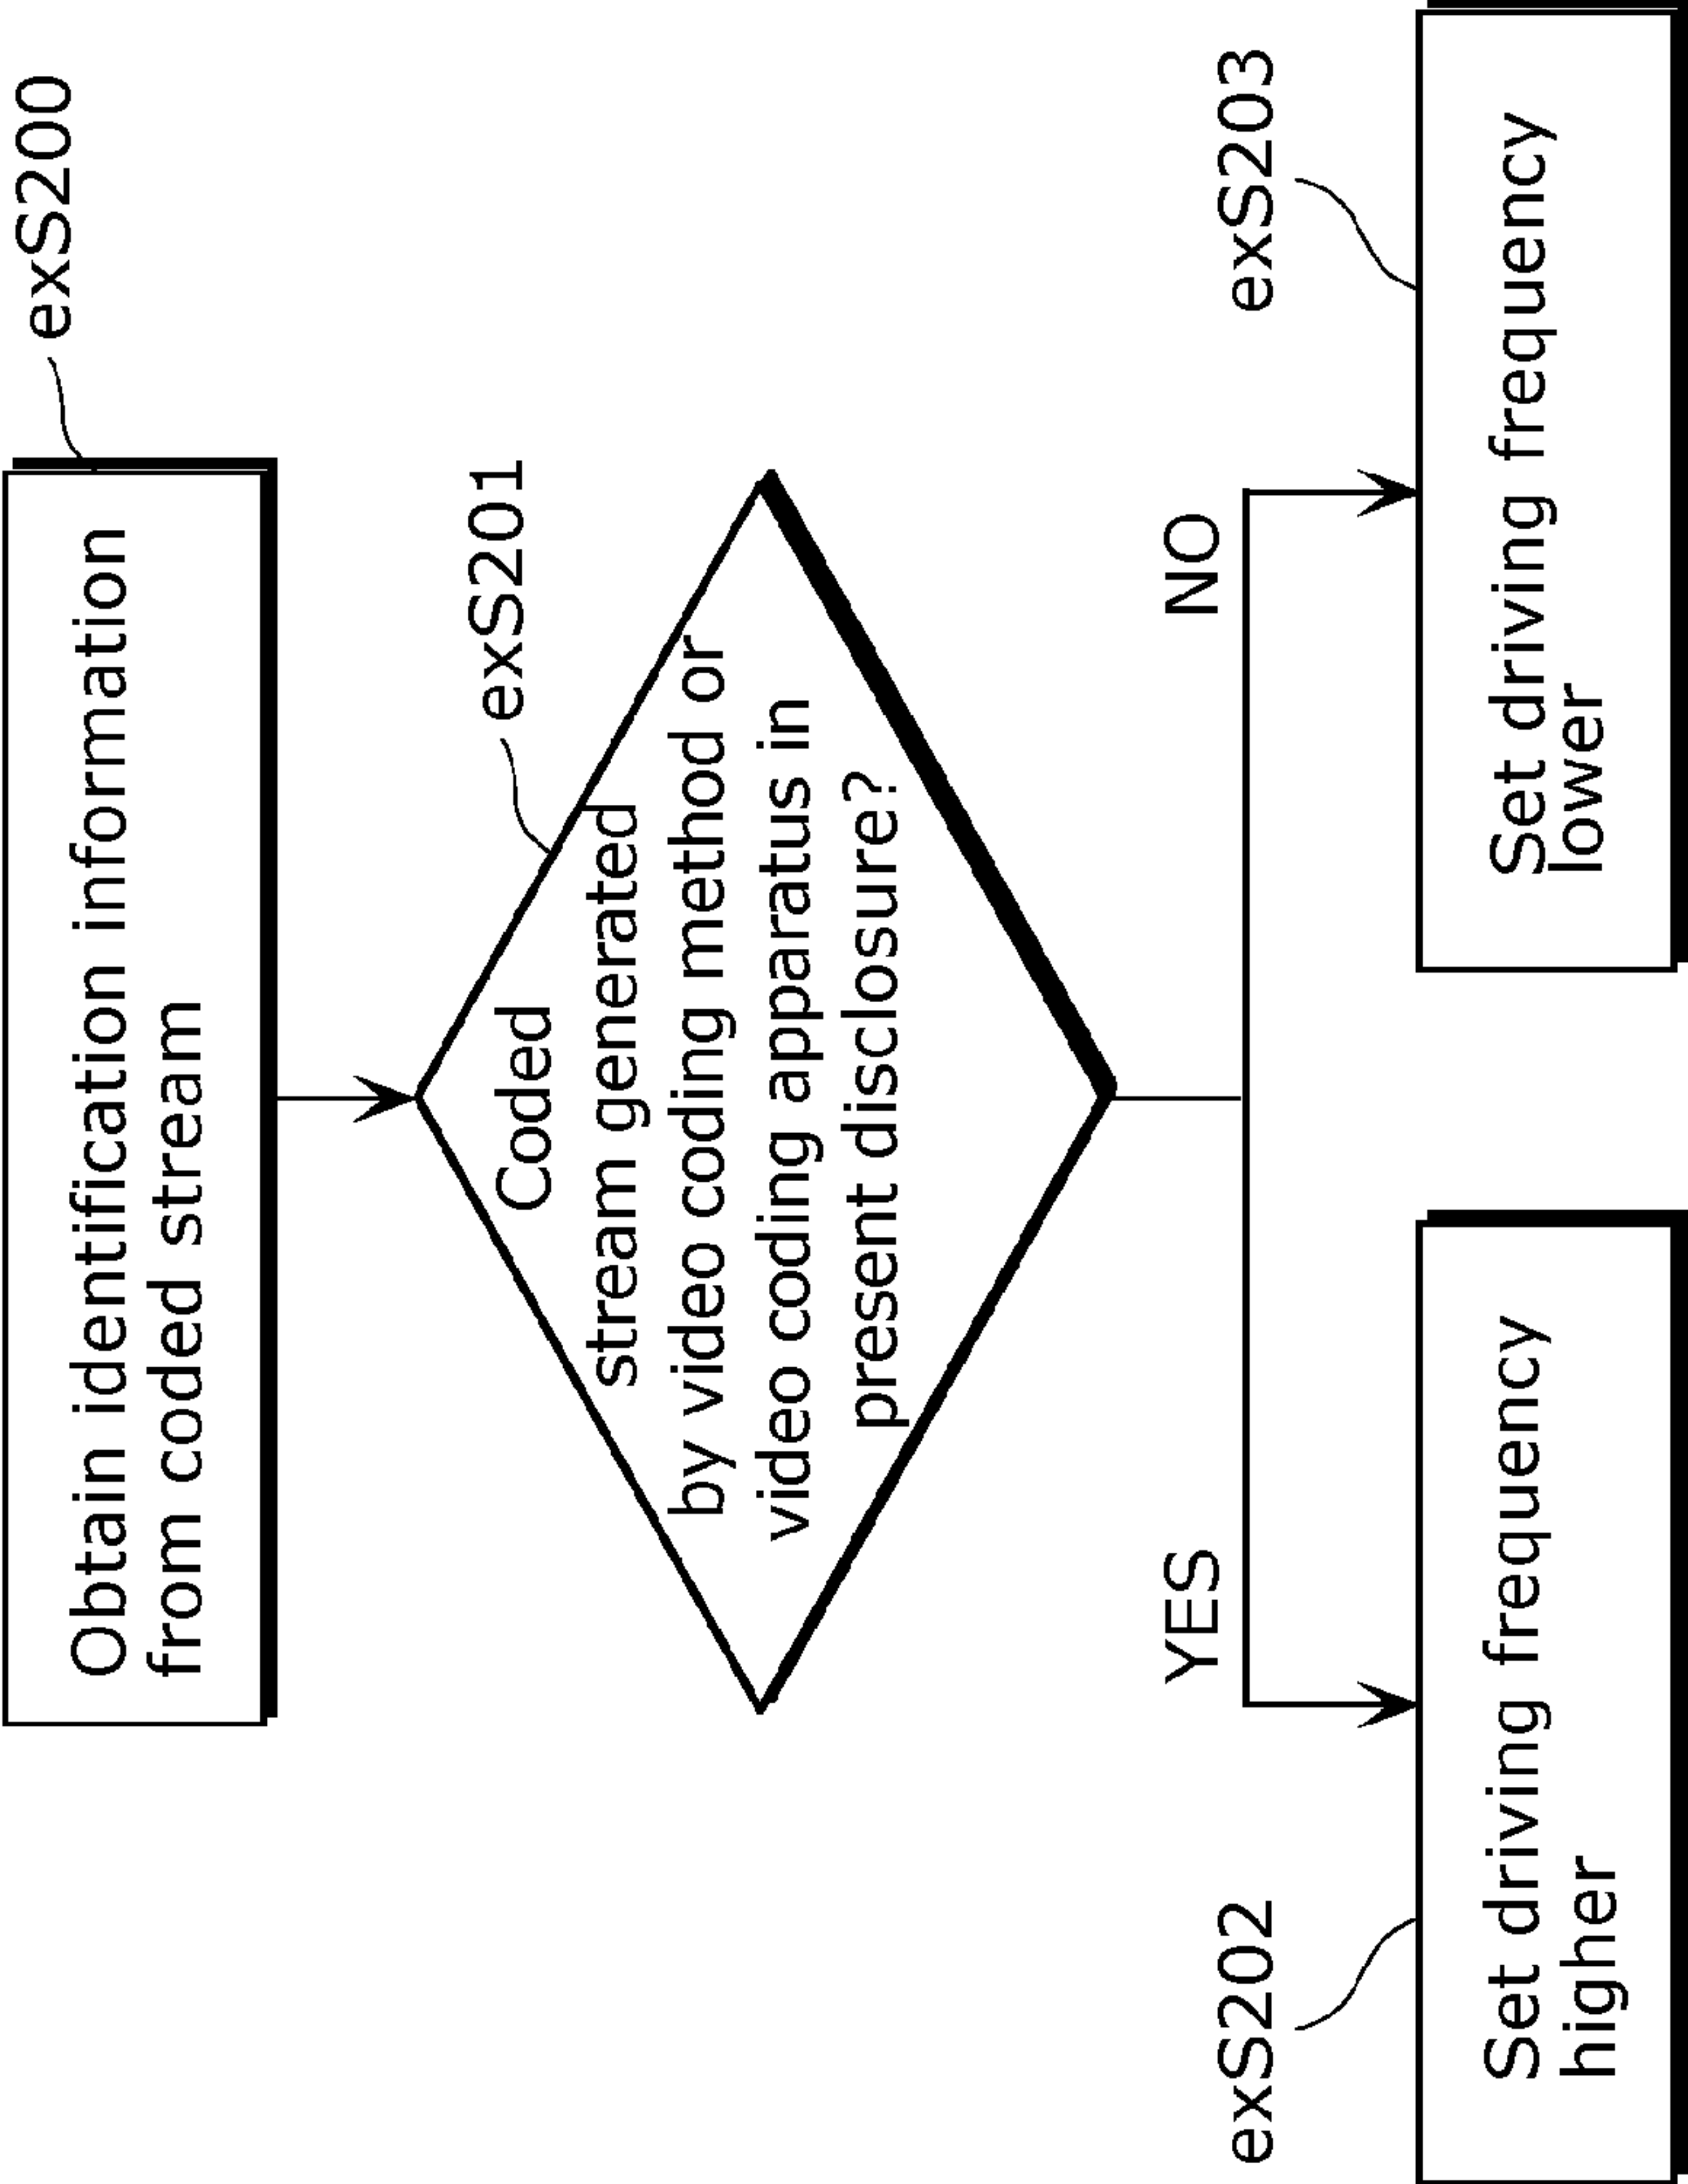 exS200
Obtain identification information
from coded stream
exS201
Coded
stream generated
by video coding method or
video coding apparatus in
present disclosure?
YES
NO
exS202
exS203
Set driving frequency
higher
Set driving frequency
lower